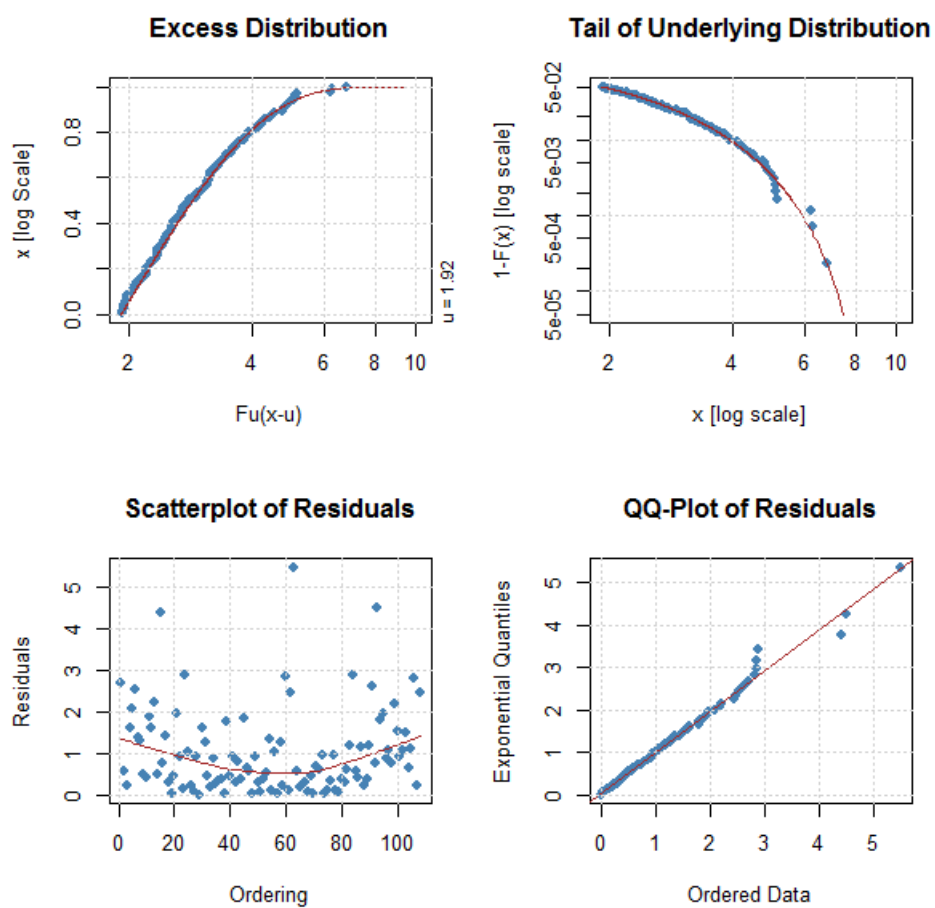 Excess Distribution
x [log Scale]
0.0 0.4 0.8
2 4 6 8 10
Fu(x-u)
u = 1.92
Tail of Underlying Distribution
1-F(x) [log scale]
5e-05 5e-04 5e-03 5e-02
2 4 6 8 10
x [log scale]
Scatterplot of Residuals
Residuals
0 1 2 3 4 5
0 20 40 60 80 100
Ordering
QQ-Plot of Residuals
Exponential Quantiles
0 1 2 3 4 5
0 1 2 3 4 5
Ordered Data